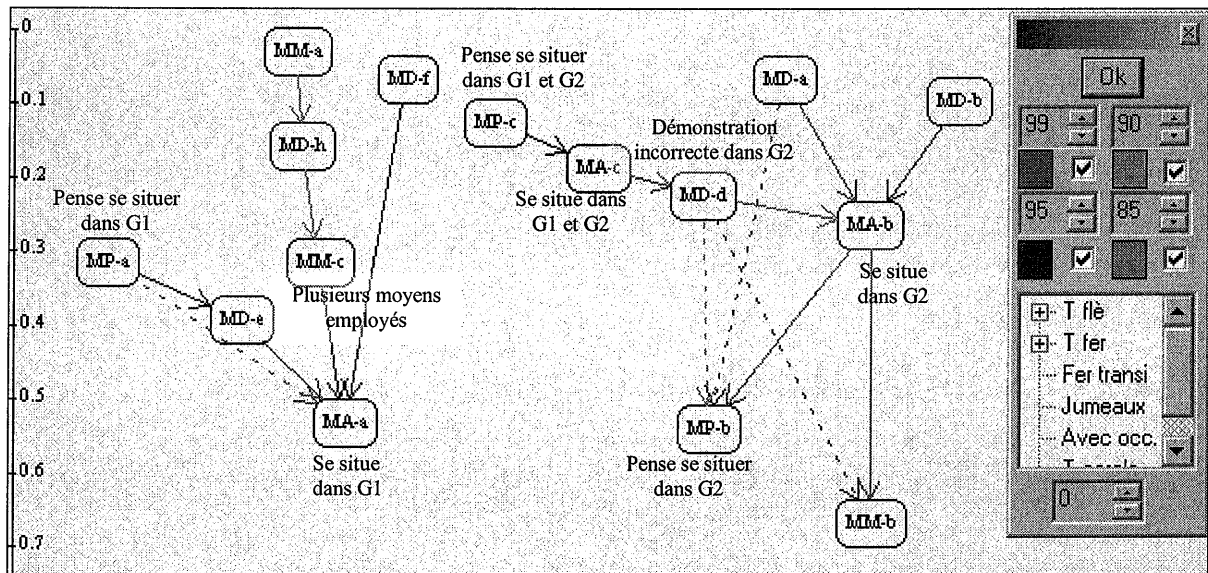 0
0.1
0.2
0.3
0.4
0.5
0.6
0.7
MM-a
MD-f
MD-h
Pense se situer
dans G1
MP-a
MM-c
Plusieurs moyens
employés
MD-e
MA-a
Se situe
dans G1
Pense se situer
dans G1 et G2
MP-c
MD-a
MD-b
Démonstration
incorrecte dans G2
MA-c
Se situe dans
G1 et G2
MD-d
MA-b
Se situe
dans G2
MP-b
Pense se situer
dans G2
MM-b
Ok
99
90
95
85
T flè
T fer
Fer transi
Jumeaux
Avec occ.
0